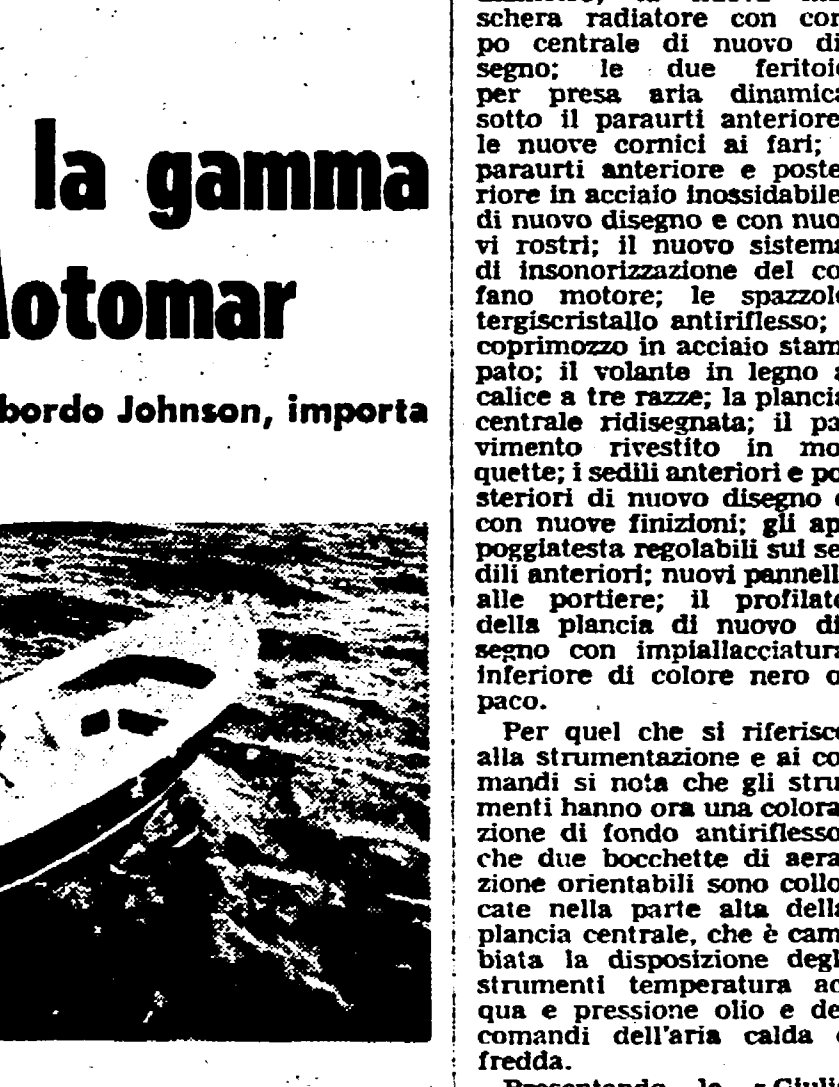 la gamma
otomar
bordo Johnson, importa
schera radiatore con cor
po centrale di nuovo di
segno; le due feritoie
per presa aria dinamica
sotto il paraurti anteriore
le nuove cornici ai fari;
paraurti anteriore e poste
riore in acciaio inossidabile
di nuovo disegno e con nuo
vi rostri; il nuovo sistema
di insonorizzazione del co
fano motore; le spazzole
tergiscristallo antiriflesso;
coprimozzo in acciaio stam
pato; il volante in legno a
calice a tre razze; la plancia
centrale ridisegnata; il pa
vimento rivestito in mo
quette; i sedili anteriori e po
steriori di nuovo disegno e
con nuove finizioni; gli ap
poggiatesta regolabili sui se
dili anteriori; nuovi pannelli
alle portiere; il profilato
della plancia di nuovo di
segno con impiallacciatura
inferiore di colore nero o
paco.
Per quel che si riferisce
alla strumentazione e ai co
mandi si nota che gli stru
menti hanno ora una colora
zione di fondo antiriflesso
che due bocchette di aera
zione orientabili sono collo
cate nella parte alta della
plancia centrale, che è cam
biata la disposizione degli
strumenti temperatura ac
qua e pressione olio e de
comandi dell'aria calda e
fredda.